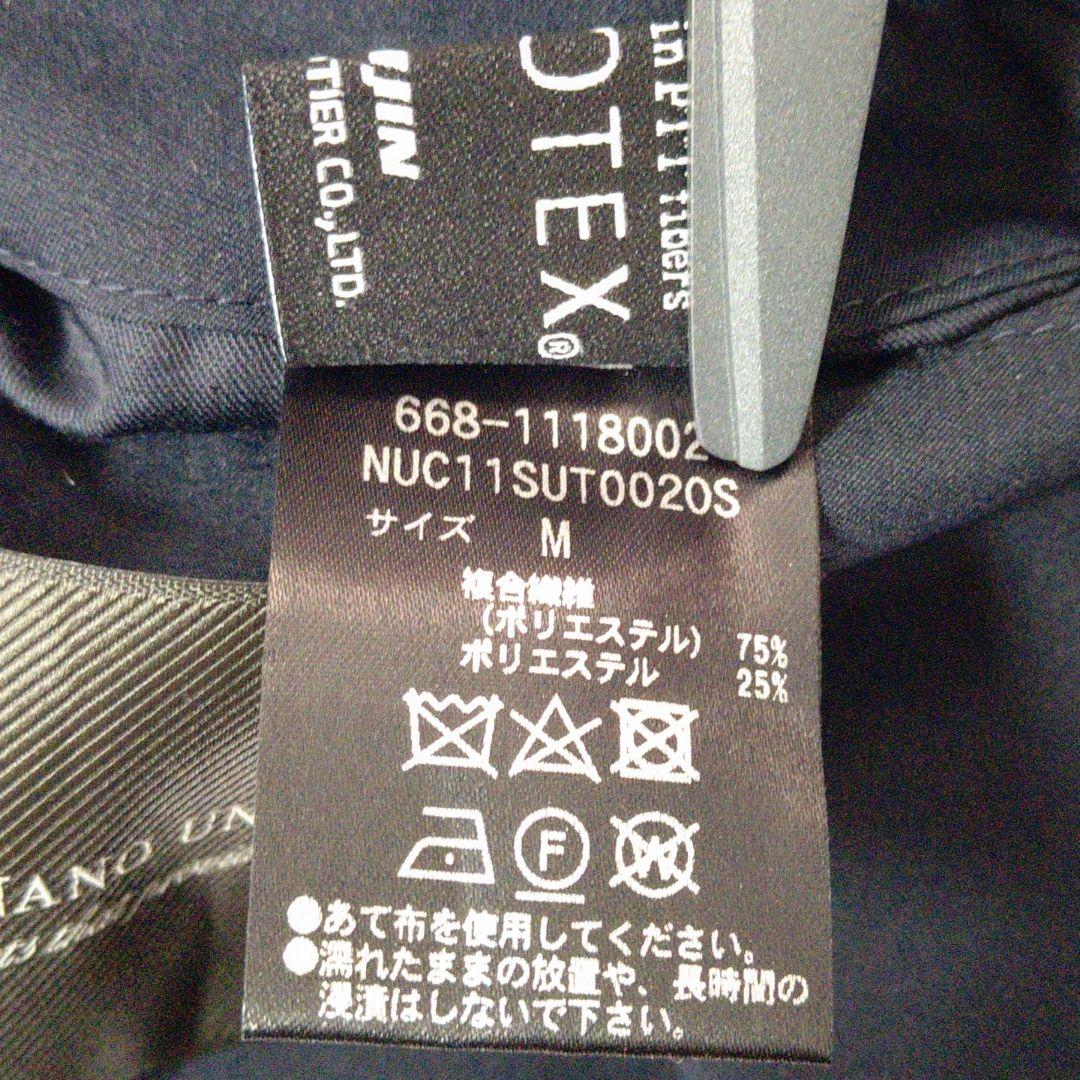 in PTT fibers
OTEX®
IJIN
TIER CO.,LTD.
668-1118002
NUC11SUT0020S
サイズ M
複合繊維
(ポリエステル) 75%
ポリエステル 25%
F
W
●あて布を使用してください。
●濡れたままの放置や、長時間の
浸漬はしないで下さい。
TANO UN